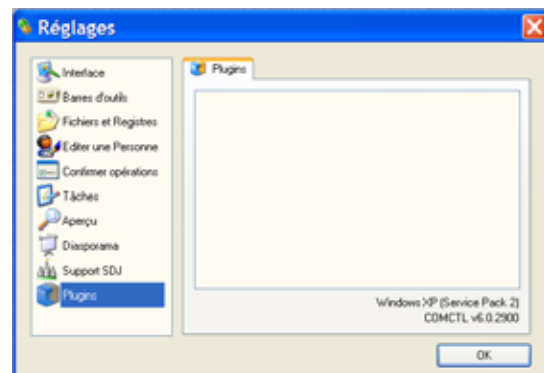 Réglages
Interface
Barres d'outils
Fichiers et Registres
Editer une Personne
Confirmer opérations
Tâches
Aperçu
Diasporama
Support SDJ
Plugins
Plugins
Windows XP (Service Pack 2)
COMCTL v6.0.2900
OK